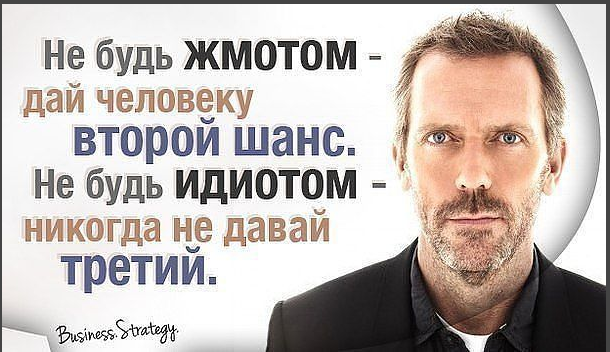 Не будь ЖМОТОМ -
дай человеку
второй шанс.
Не будь ИДИОТОМ -
никогда не давай
третий.
Business.Strategy.